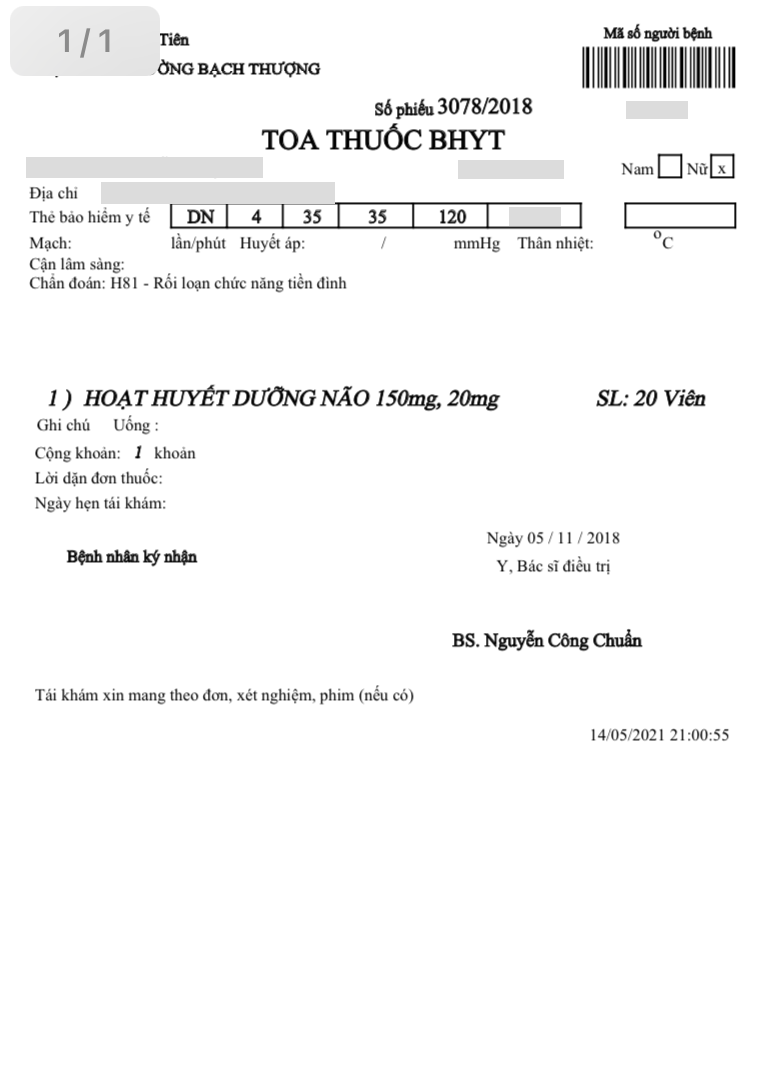 1/1
Tiên
ỜNG BẠCH THƯỢNG
Mã số người bệnh
Số phiếu 3078/2018
TOA THUỐC BHYT
Nam Nữ x
Địa chỉ
Thẻ bảo hiểm y tế DN 4 35 35 120
Mạch: lần/phút Huyết áp: / mmHg Thân nhiệt: °C
Cận lâm sàng:
Chẩn đoán: H81 - Rối loạn chức năng tiền đình
1 ) HOẠT HUYẾT DƯỠNG NÃO 150mg, 20mg SL: 20 Viên
Ghi chú Uống :
Cộng khoản: 1 khoản
Lời dặn đơn thuốc:
Ngày hẹn tái khám:
Ngày 05 / 11 / 2018
Bệnh nhân ký nhận
Y, Bác sĩ điều trị
BS. Nguyễn Công Chuẩn
Tái khám xin mang theo đơn, xét nghiệm, phim (nếu có)
14/05/2021 21:00:55